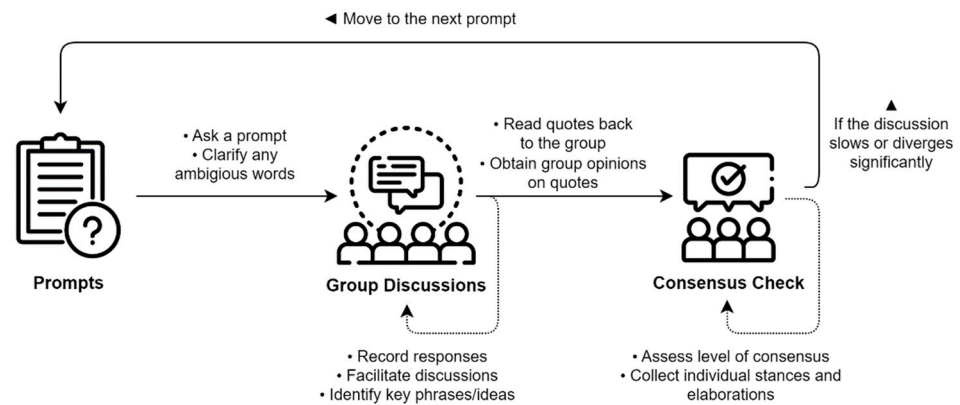 ◄ Move to the next prompt
• Ask a prompt
• Clarify any
ambigious words
• Read quotes back
to the group
• Obtain group opinions
on quotes
▲
If the discussion
slows or diverges
significantly
?
Prompts
Group Discussions
Consensus Check
• Record responses
• Facilitate discussions
• Identify key phrases/ideas
• Assess level of consensus
• Collect individual stances and
elaborations